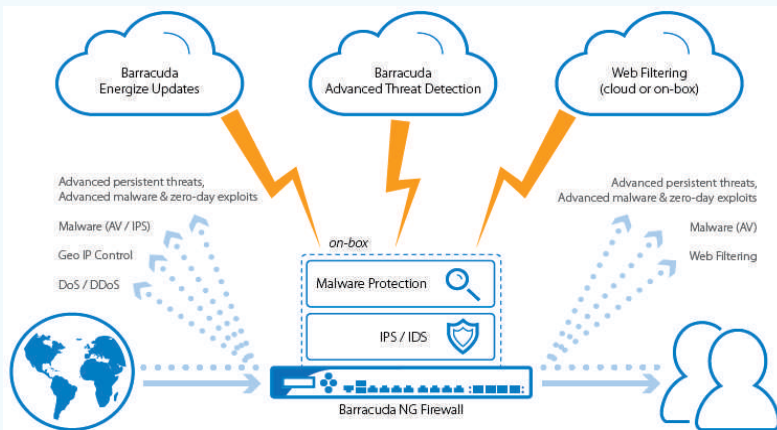 Barracuda
Energize Updates
Barracuda
Advanced Threat Detection
Web Filtering
(cloud or on-box)
Advanced persistent threats,
Advanced malware & zero-day exploits
Malware (AV / IPS)
Geo IP Control
DoS / DDoS
on-box
Malware Protection
IPS / IDS
Barracuda NG Firewall
Advanced persistent threats,
Advanced malware & zero-day exploits
Malware (AV)
Web Filtering